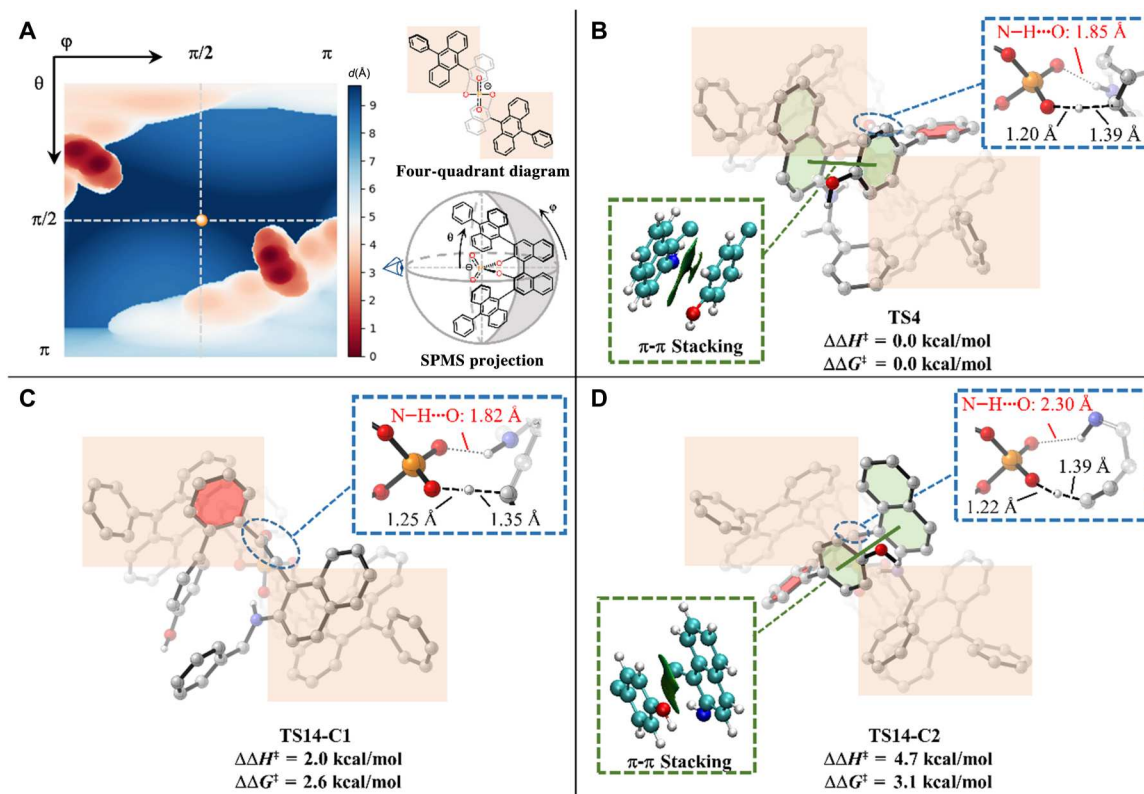 A
φ
π/2
π
θ
d(Å)
9
8
7
6
5
4
3
2
1
0
π/2
π
Four-quadrant diagram
θ
φ
SPMS projection
B
N−H···O: 1.85 Å
1.20 Å
1.39 Å
π-π Stacking
TS4
ΔΔH‡ = 0.0 kcal/mol
ΔΔG‡ = 0.0 kcal/mol
C
N−H···O: 1.82 Å
1.25 Å
1.35 Å
TS14-C1
ΔΔH‡ = 2.0 kcal/mol
ΔΔG‡ = 2.6 kcal/mol
D
N−H···O: 2.30 Å
1.39 Å
1.22 Å
π-π Stacking
TS14-C2
ΔΔH‡ = 4.7 kcal/mol
ΔΔG‡ = 3.1 kcal/mol